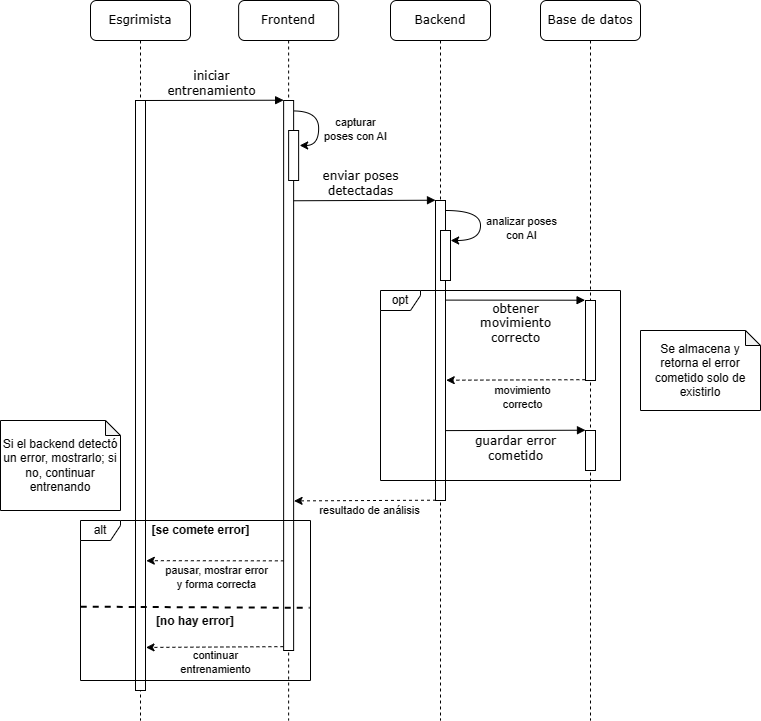 Esgrimista
Frontend
Backend
Base de datos
iniciar
entrenamiento
capturar
poses con AI
enviar poses
detectadas
analizar poses
con AI
opt
obtener
movimiento
correcto
Se almacena y
retorna el error
cometido solo de
existirlo
movimiento
correcto
Si el backend detectó
un error, mostrarlo; si
no, continuar
entrenando
guardar error
cometido
resultado de análisis
alt
[se comete error]
pausar, mostrar error
y forma correcta
[no hay error]
continuar
entrenamiento